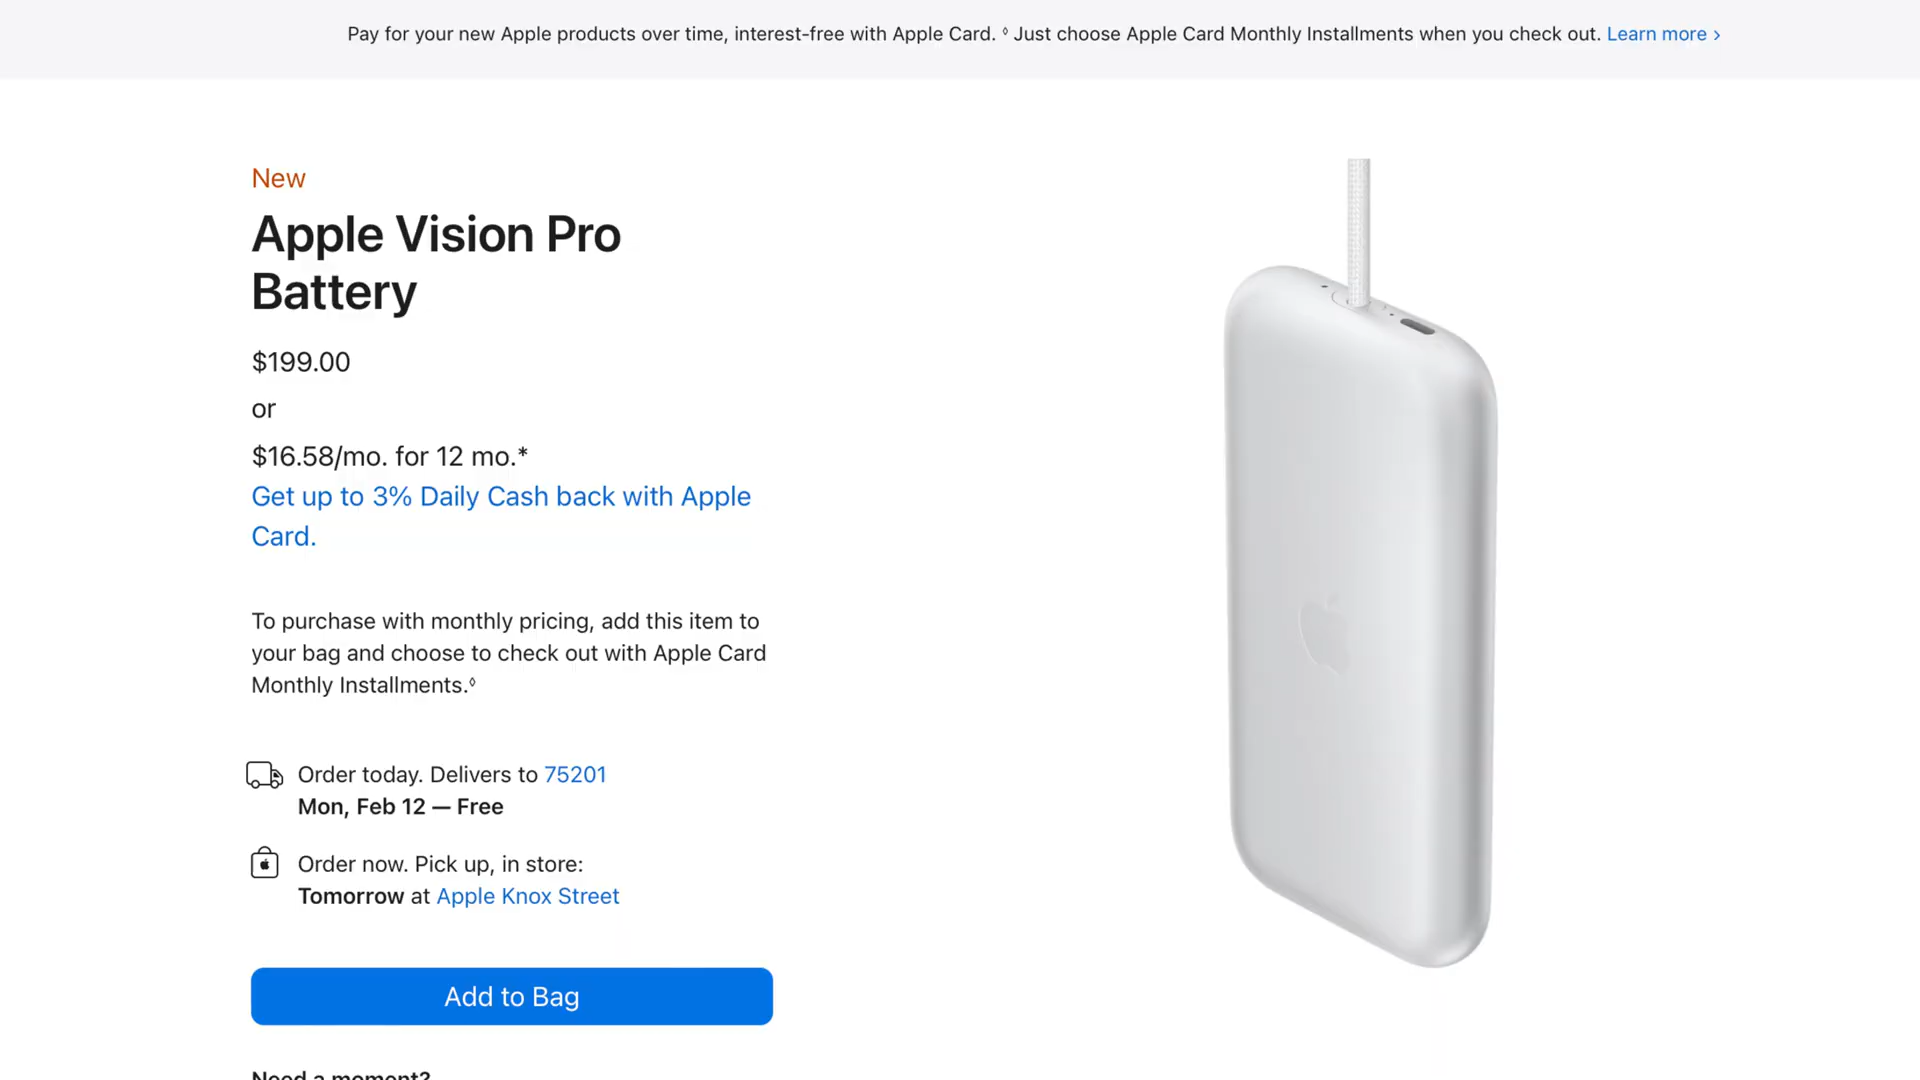 Pay for your new Apple products over time, interest-free with Apple Card. ◊ Just choose Apple Card Monthly Installments when you check out. Learn more >
New
Apple Vision Pro
Battery
$199.00
or
$16.58/mo. for 12 mo.*
Get up to 3% Daily Cash back with Apple
Card.
To purchase with monthly pricing, add this item to
your bag and choose to check out with Apple Card
Monthly Installments.◊
Order today. Delivers to 75201
Mon, Feb 12 — Free
Order now. Pick up, in store:
Tomorrow at Apple Knox Street
Add to Bag
Need a moment?